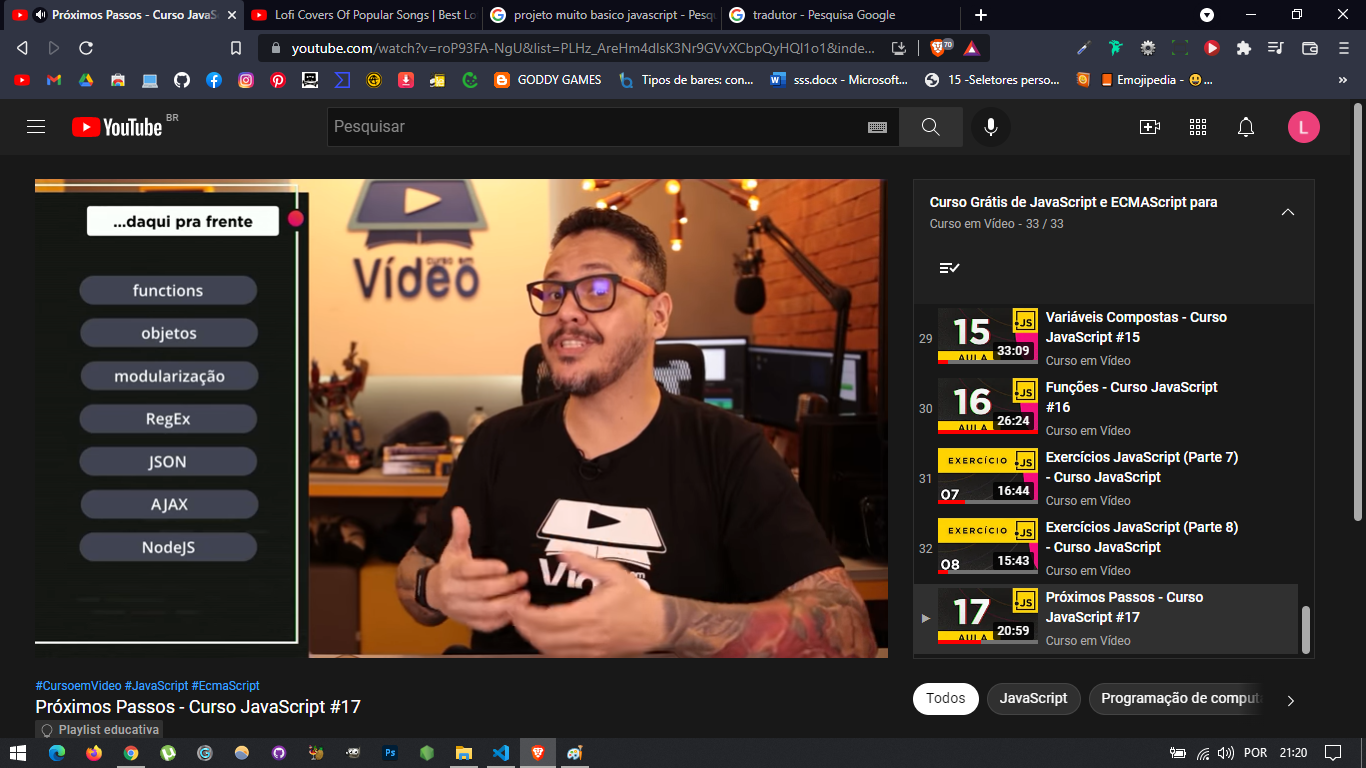 Próximos Passos - Curso JavaS
Lofi Covers Of Popular Songs | Best Lo
projeto muito basico javascript - Pesqu
tradutor - Pesquisa Google
youtube.com/watch?v=roP93FA-NgU&list=PLHz_AreHm4dlsK3Nr9GVvXCbpQyHQl1o1&inde...
70
GODDY GAMES
Tipos de bares: con...
sss.docx - Microsoft...
15 -Seletores perso...
Emojipedia - 😃...
»
YouTube BR
Pesquisar
L
...daqui pra frente
functions
objetos
modularização
RegEx
JSON
AJAX
NodeJS
curso em
Vídeo
Curso Grátis de JavaScript e ECMAScript para
Curso em Vídeo - 33 / 33
29
15
JS
AULA
33:09
Variáveis Compostas - Curso
JavaScript #15
Curso em Vídeo
30
16
JS
AULA
26:24
Funções - Curso JavaScript
#16
Curso em Vídeo
31
EXERCÍCIO
JS
07
16:44
Exercícios JavaScript (Parte 7)
- Curso JavaScript
Curso em Vídeo
32
EXERCÍCIO
JS
08
15:43
Exercícios JavaScript (Parte 8)
- Curso JavaScript
Curso em Vídeo
17
JS
AULA
20:59
Próximos Passos - Curso
JavaScript #17
Curso em Vídeo
#CursoemVideo #JavaScript #EcmaScript
Próximos Passos - Curso JavaScript #17
Playlist educativa
Todos
JavaScript
Programação de computa
Ps
POR
21:20